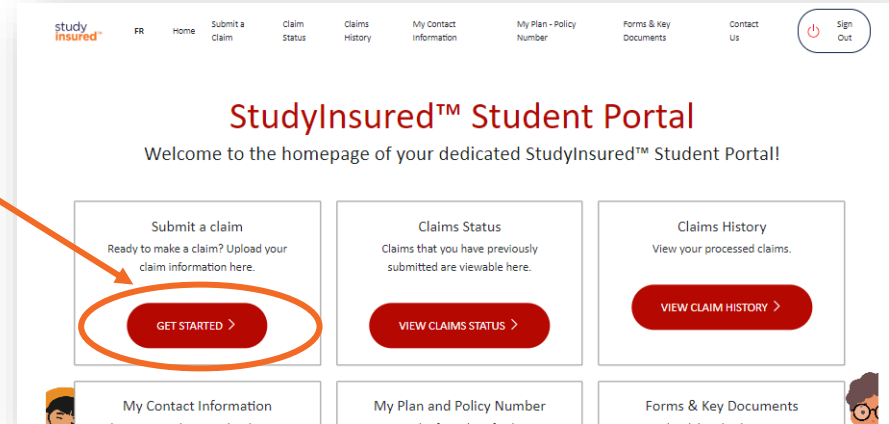 study
insured™
FR
Home
Submit a
Claim
Claim
Status
Claims
History
My Contact
Information
My Plan - Policy
Number
Forms & Key
Documents
Contact
Us
Sign
Out
StudyInsured™ Student Portal
Welcome to the homepage of your dedicated StudyInsured™ Student Portal!
Submit a claim
Ready to make a claim? Upload your
claim information here.
GET STARTED
Claims Status
Claims that you have previously
submitted are viewable here.
VIEW CLAIMS STATUS
Claims History
View your processed claims.
VIEW CLAIM HISTORY
My Contact Information
My Plan and Policy Number
Forms & Key Documents